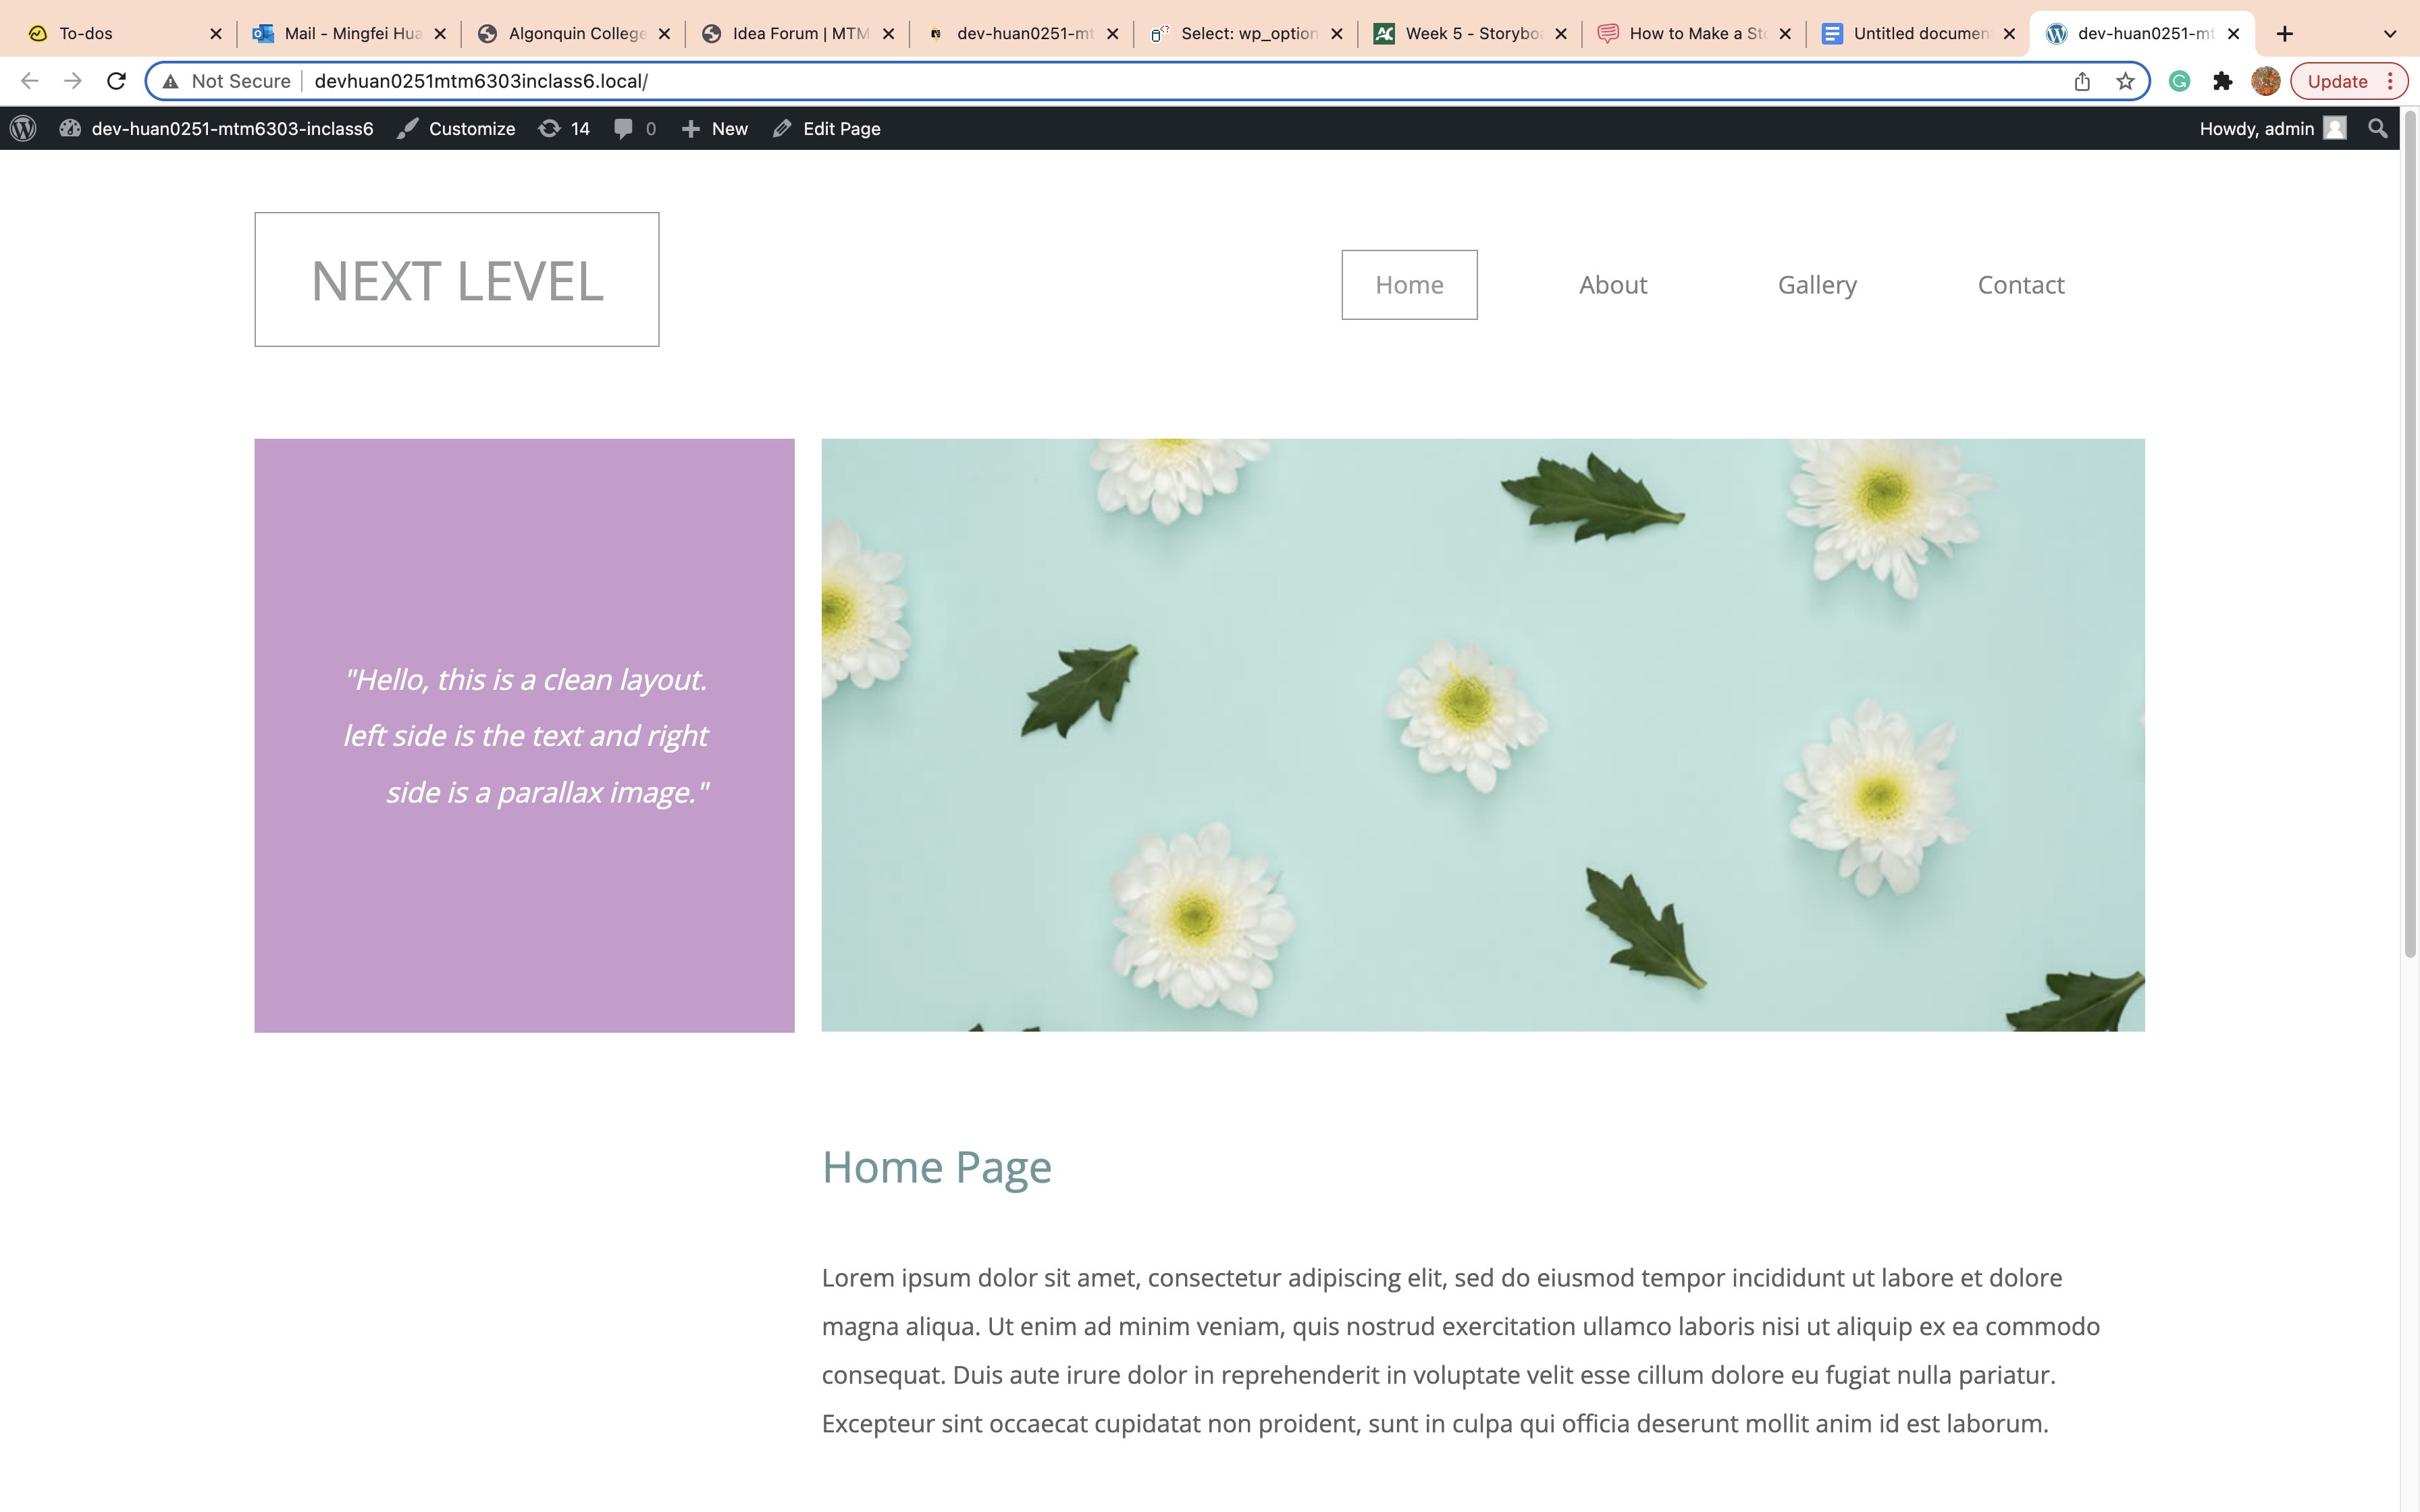 To-dos
Mail - Mingfei Hua
Algonquin College
Idea Forum | MTM
dev-huan0251-mt
Select: wp_option
Week 5 - Storyboa
How to Make a Sto
Untitled documen
dev-huan0251-mt
Not Secure devhuan0251mtm6303inclass6.local/
Update
dev-huan0251-mtm6303-inclass6 Customize 14 0 New Edit Page Howdy, admin
NEXT LEVEL
Home About Gallery Contact
"Hello, this is a clean layout.
left side is the text and right
side is a parallax image."
Home Page
Lorem ipsum dolor sit amet, consectetur adipiscing elit, sed do eiusmod tempor incididunt ut labore et dolore
magna aliqua. Ut enim ad minim veniam, quis nostrud exercitation ullamco laboris nisi ut aliquip ex ea commodo
consequat. Duis aute irure dolor in reprehenderit in voluptate velit esse cillum dolore eu fugiat nulla pariatur.
Excepteur sint occaecat cupidatat non proident, sunt in culpa qui officia deserunt mollit anim id est laborum.